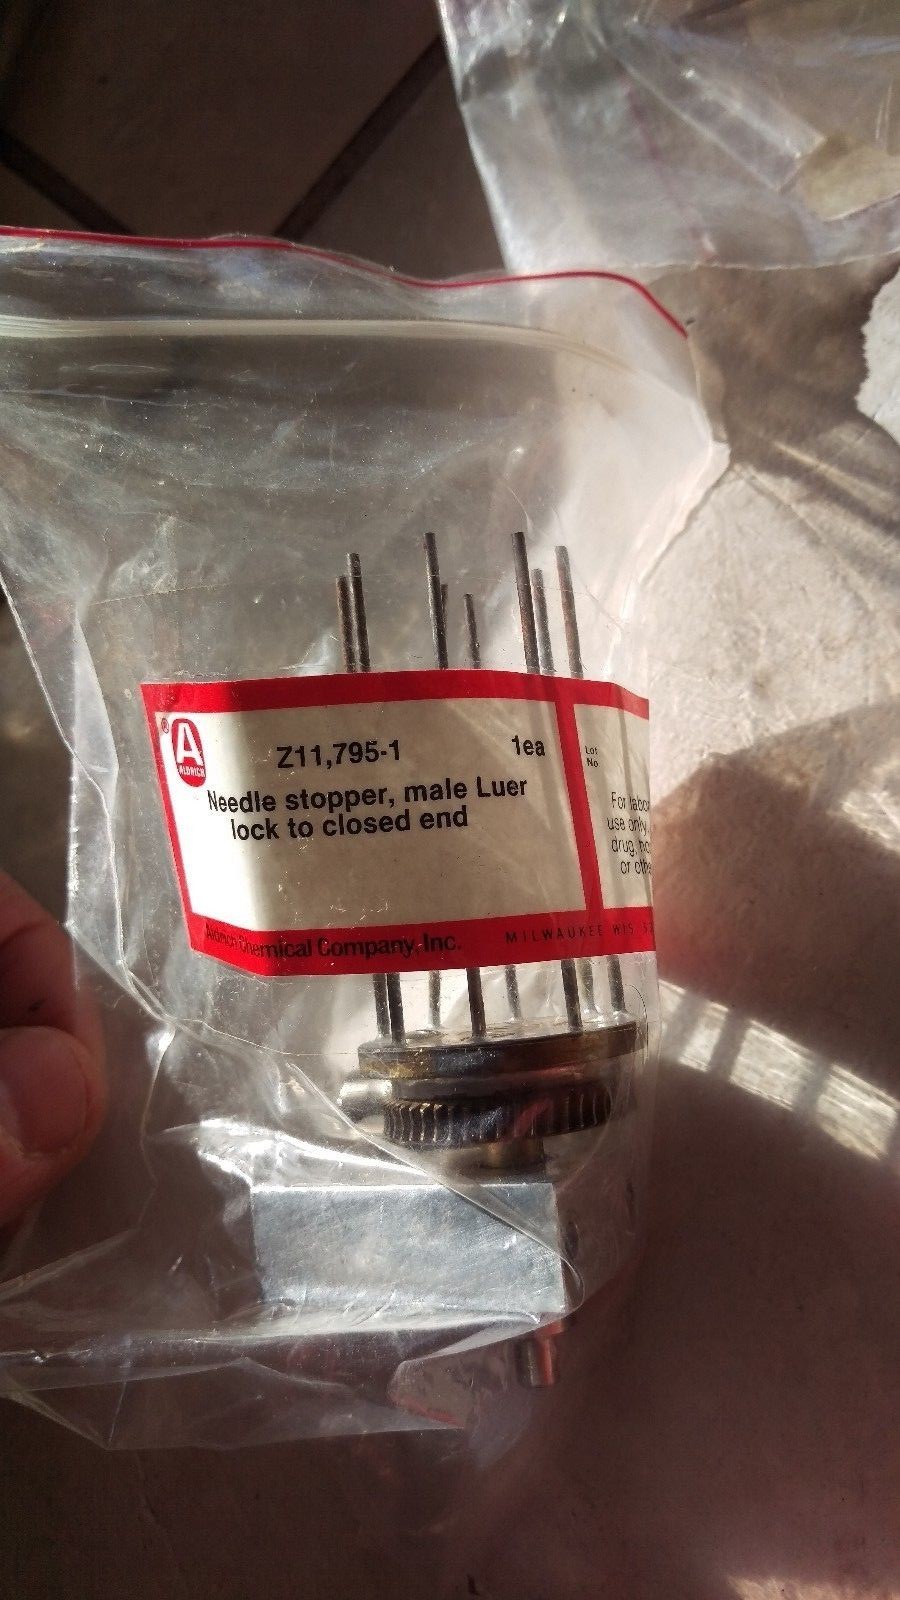 ®
A
ALDRICH
Z11,795-1
1ea
Needle stopper, male Luer
lock to closed end
Aldrich Chemical Company, Inc.
MILWAUKEE WIS
Lot
No
For
use only.
drug,
or